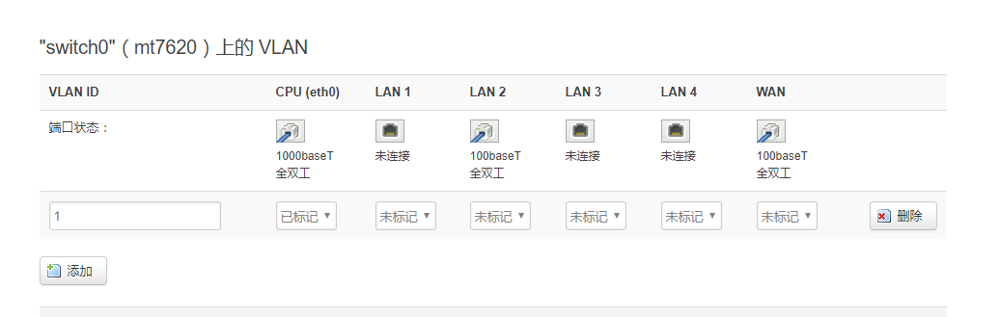 "switch0"（mt7620）上的 VLAN
VLAN ID CPU (eth0) LAN 1 LAN 2 LAN 3 LAN 4 WAN
端口状态： 1000baseT 未连接 100baseT 未连接 未连接 100baseT
全双工 全双工 全双工
1 已标记 未标记 未标记 未标记 未标记 未标记 删除
添加